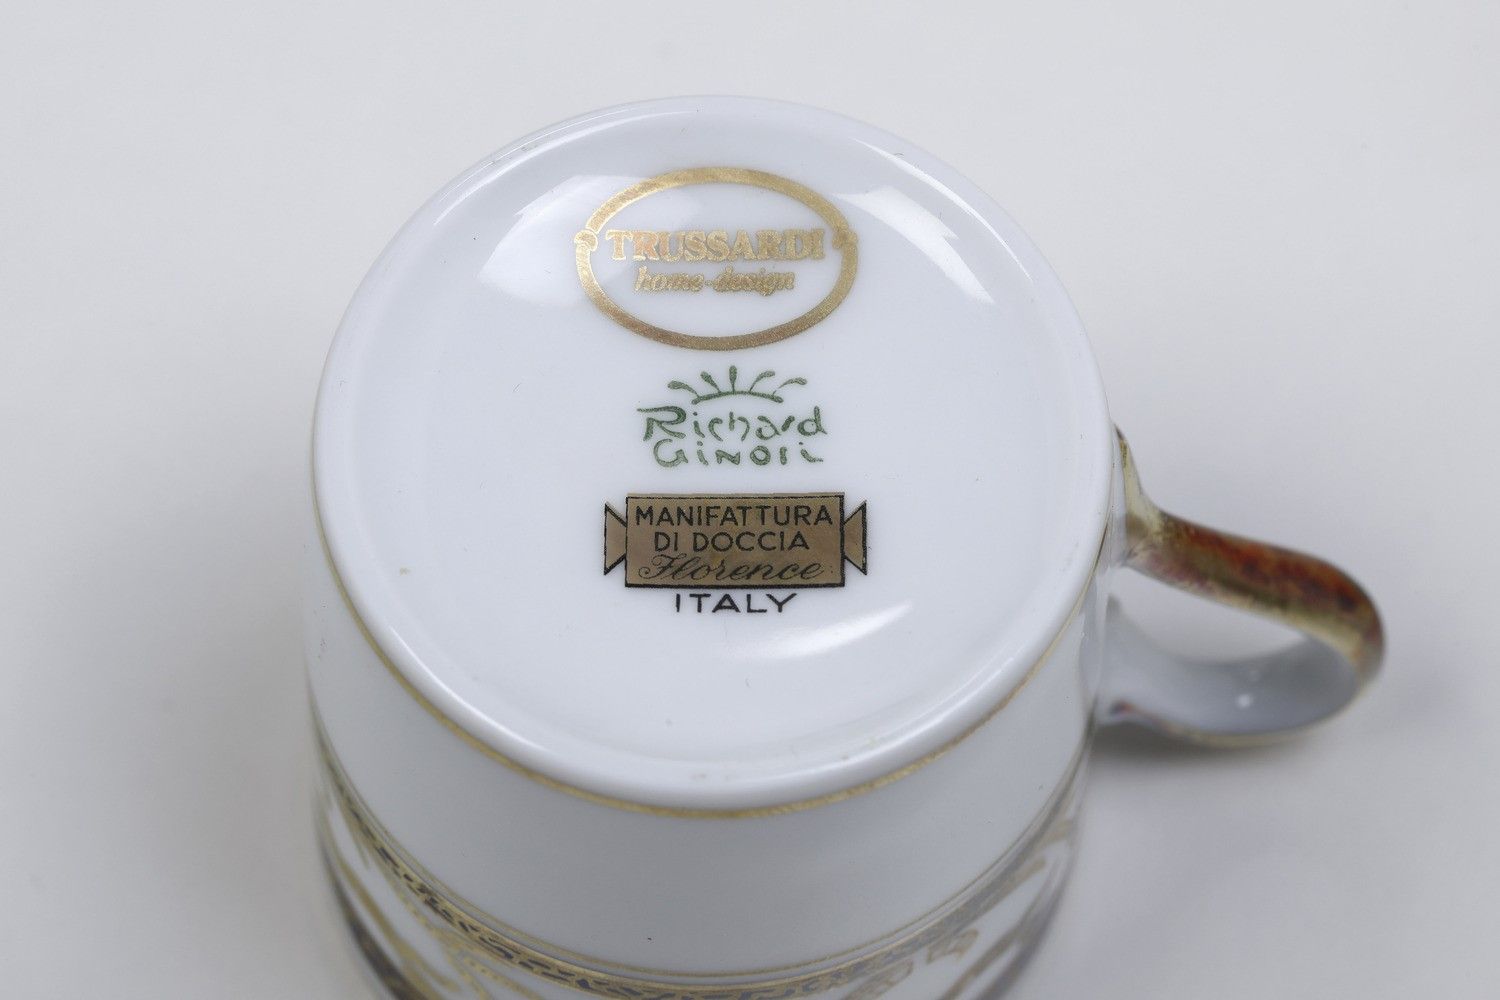 TRUSSARDI
home-design
Richard
GiNORi
MANIFATTURA
DI DOCCIA
Florence
ITALY